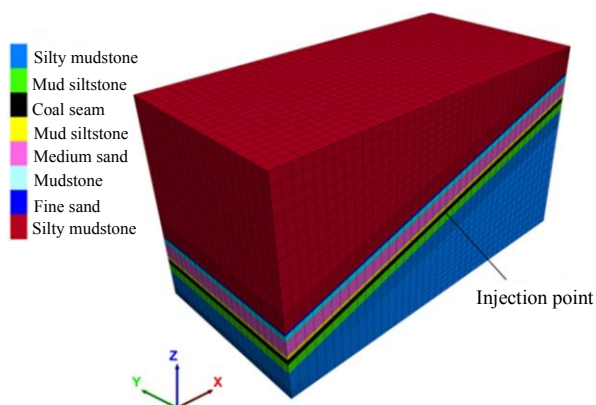 Silty mudstone
Mud siltstone
Coal seam
Mud siltstone
Medium sand
Mudstone
Fine sand
Silty mudstone
Injection point
Z
Y
X